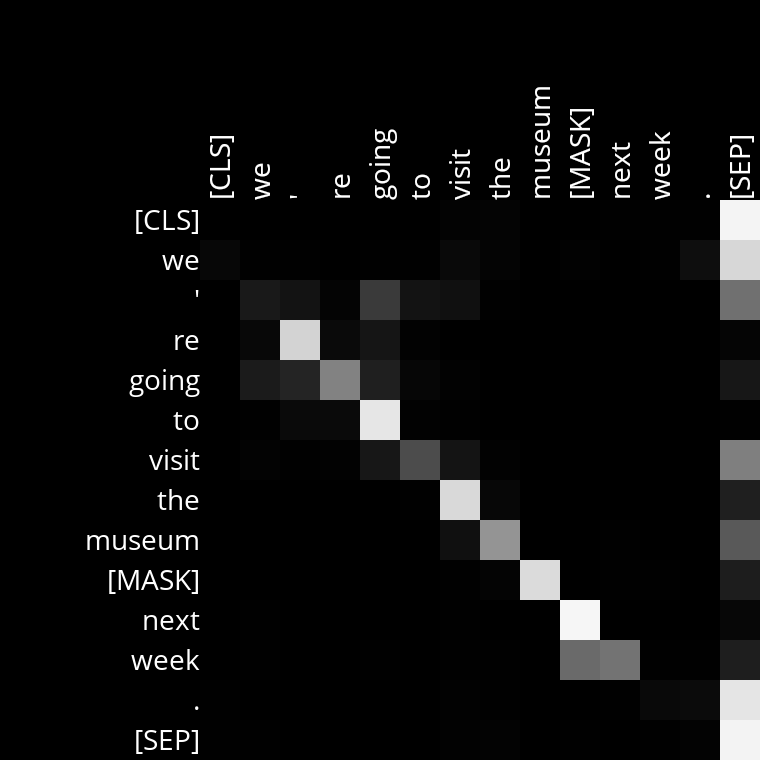 [CLS] we ' re going to visit the museum [MASK] next week . [SEP]
[CLS]
we
'
re
going
to
visit
the
museum
[MASK]
next
week
.
[SEP]